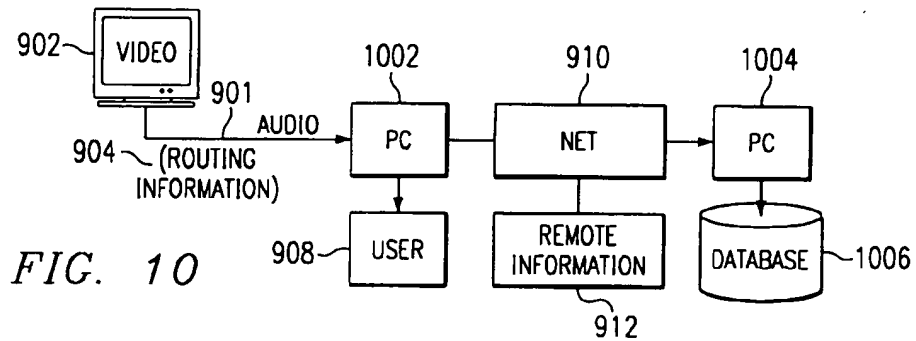 902
VIDEO
901
AUDIO
904
(ROUTING
INFORMATION)
1002
PC
910
NET
1004
PC
908
USER
REMOTE
INFORMATION
912
DATABASE
1006
FIG. 10